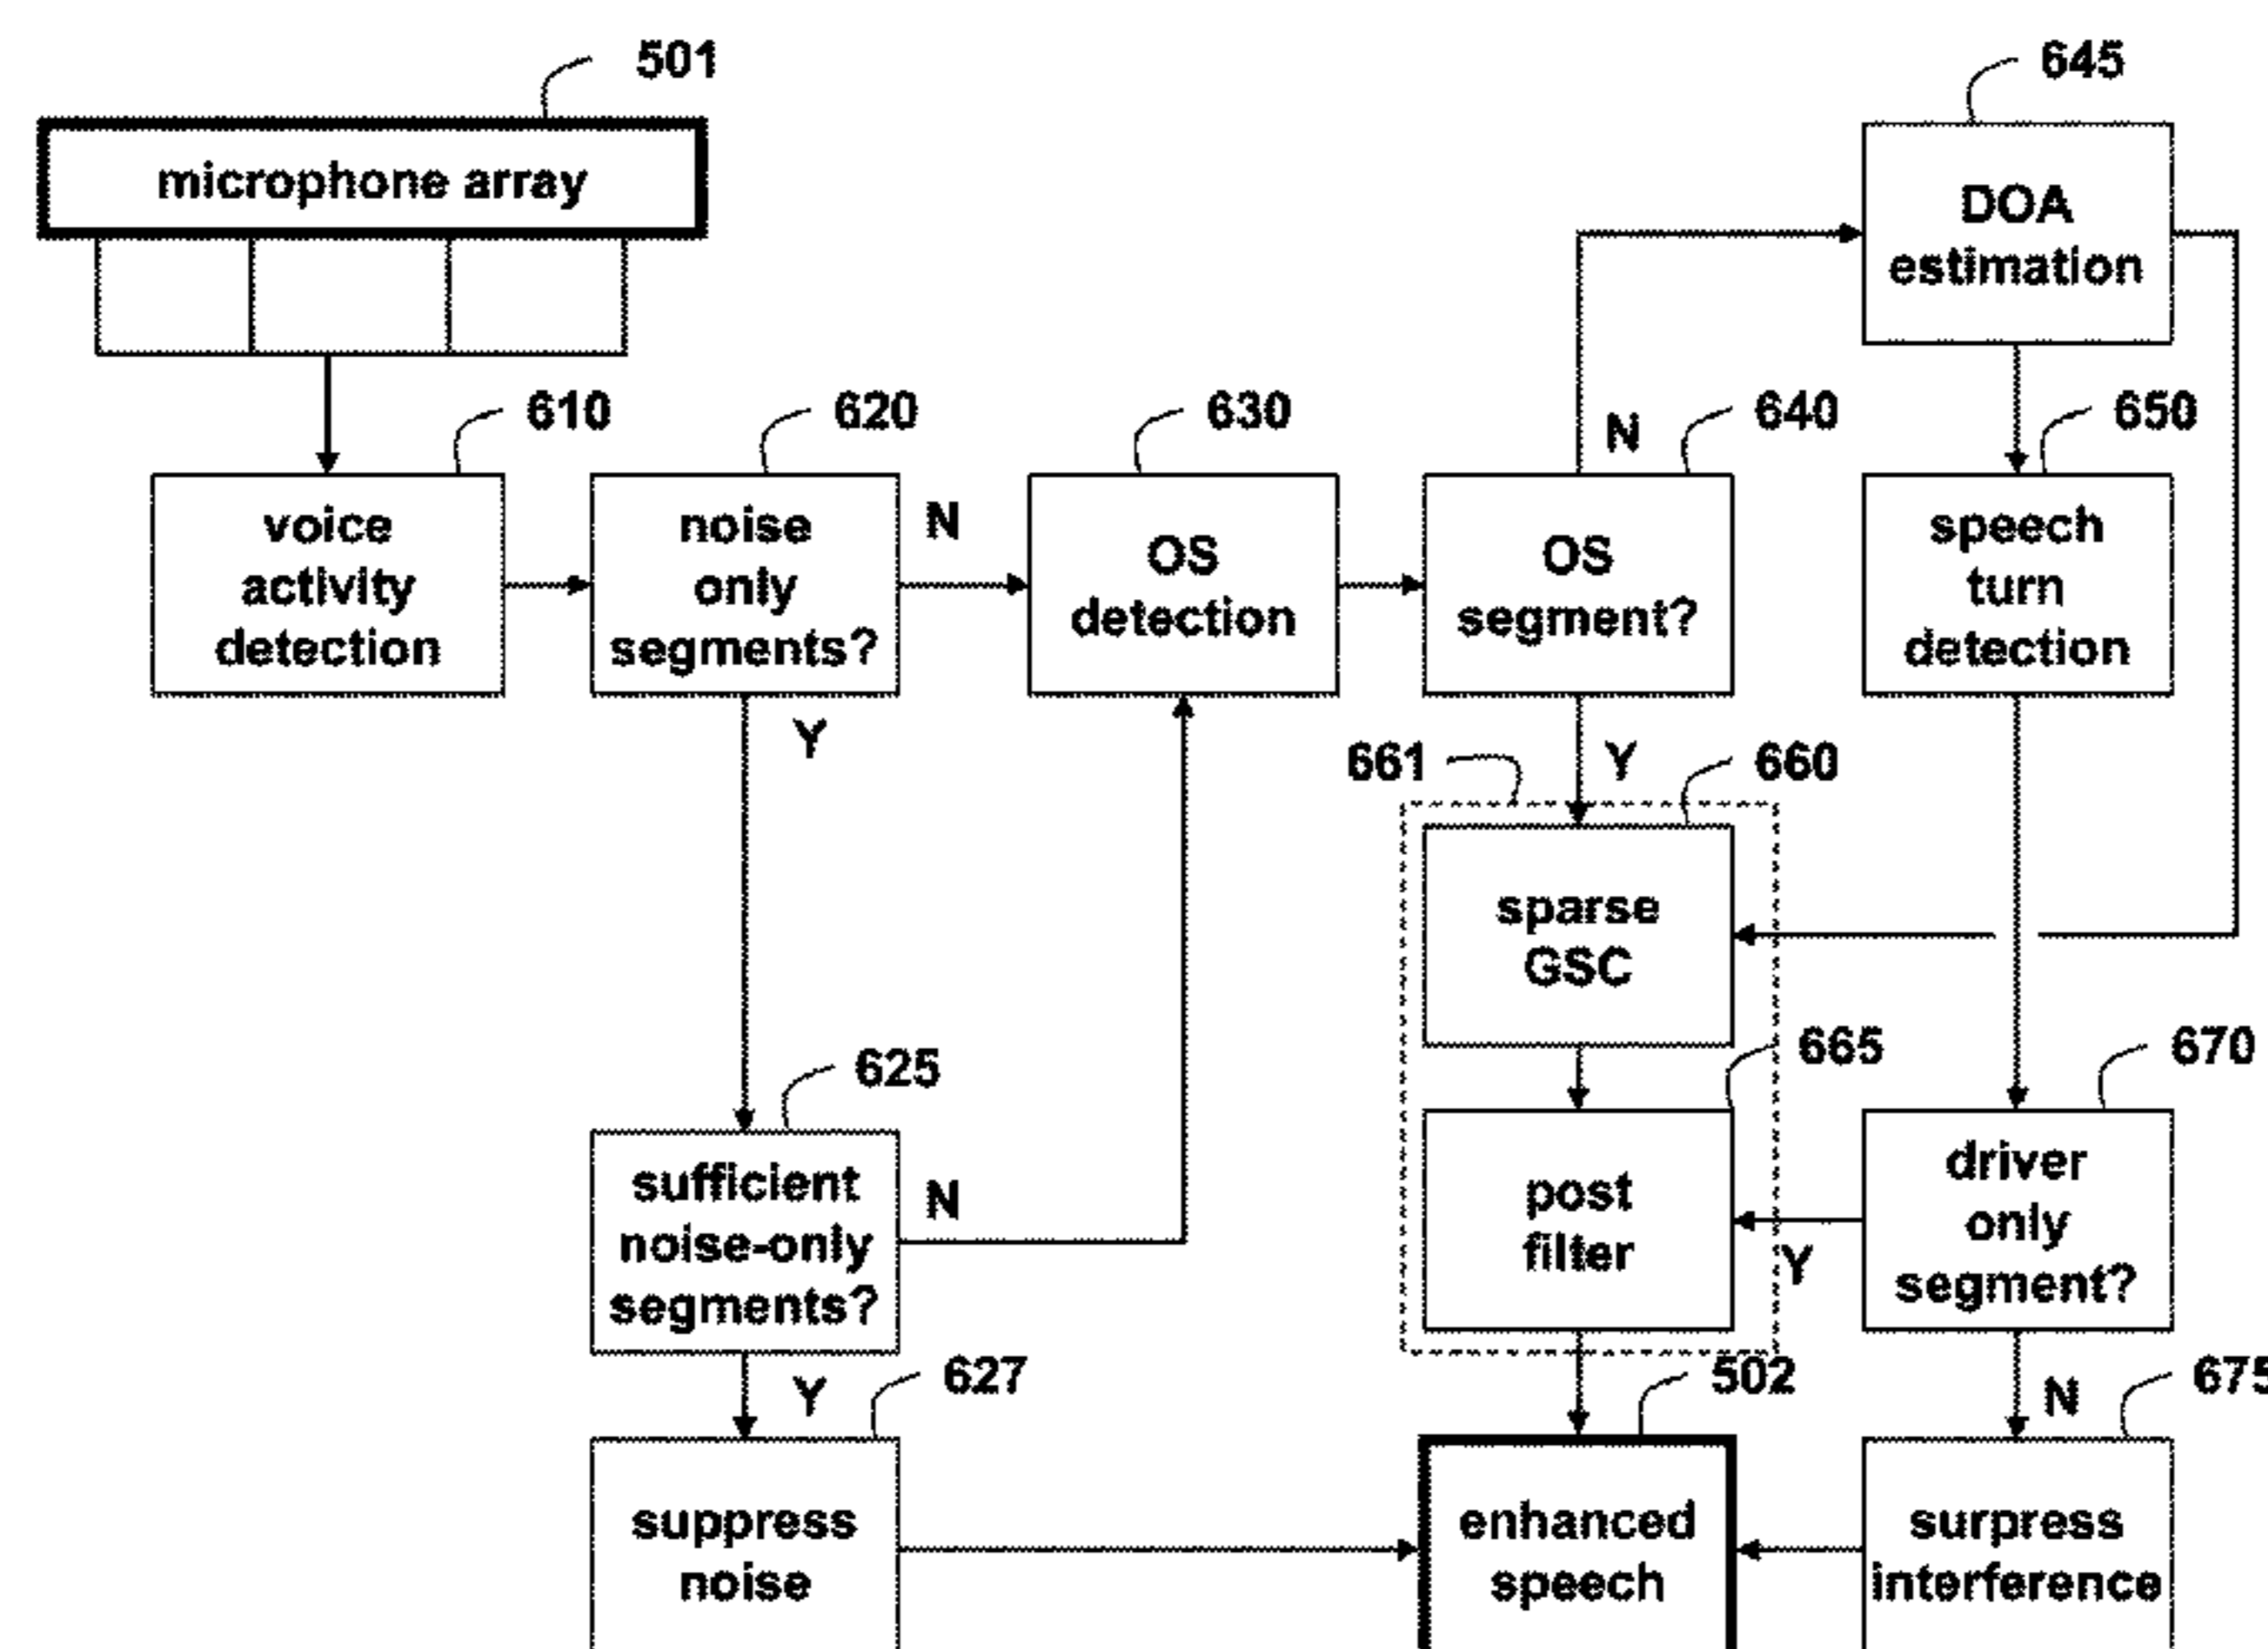 501
645
microphone array
DOA
estimation
610
620
630
N
640
650
voice
activity
detection
noise
only
segments?
N
OS
detection
OS
segment?
speech
turn
detection
Y
661
Y
660
sparse
GSC
625
665
670
sufficient
noise-only
segments?
N
post
filter
Y
driver
only
segment?
Y
627
502
N
675
suppress
noise
enhanced
speech
surpress
interference